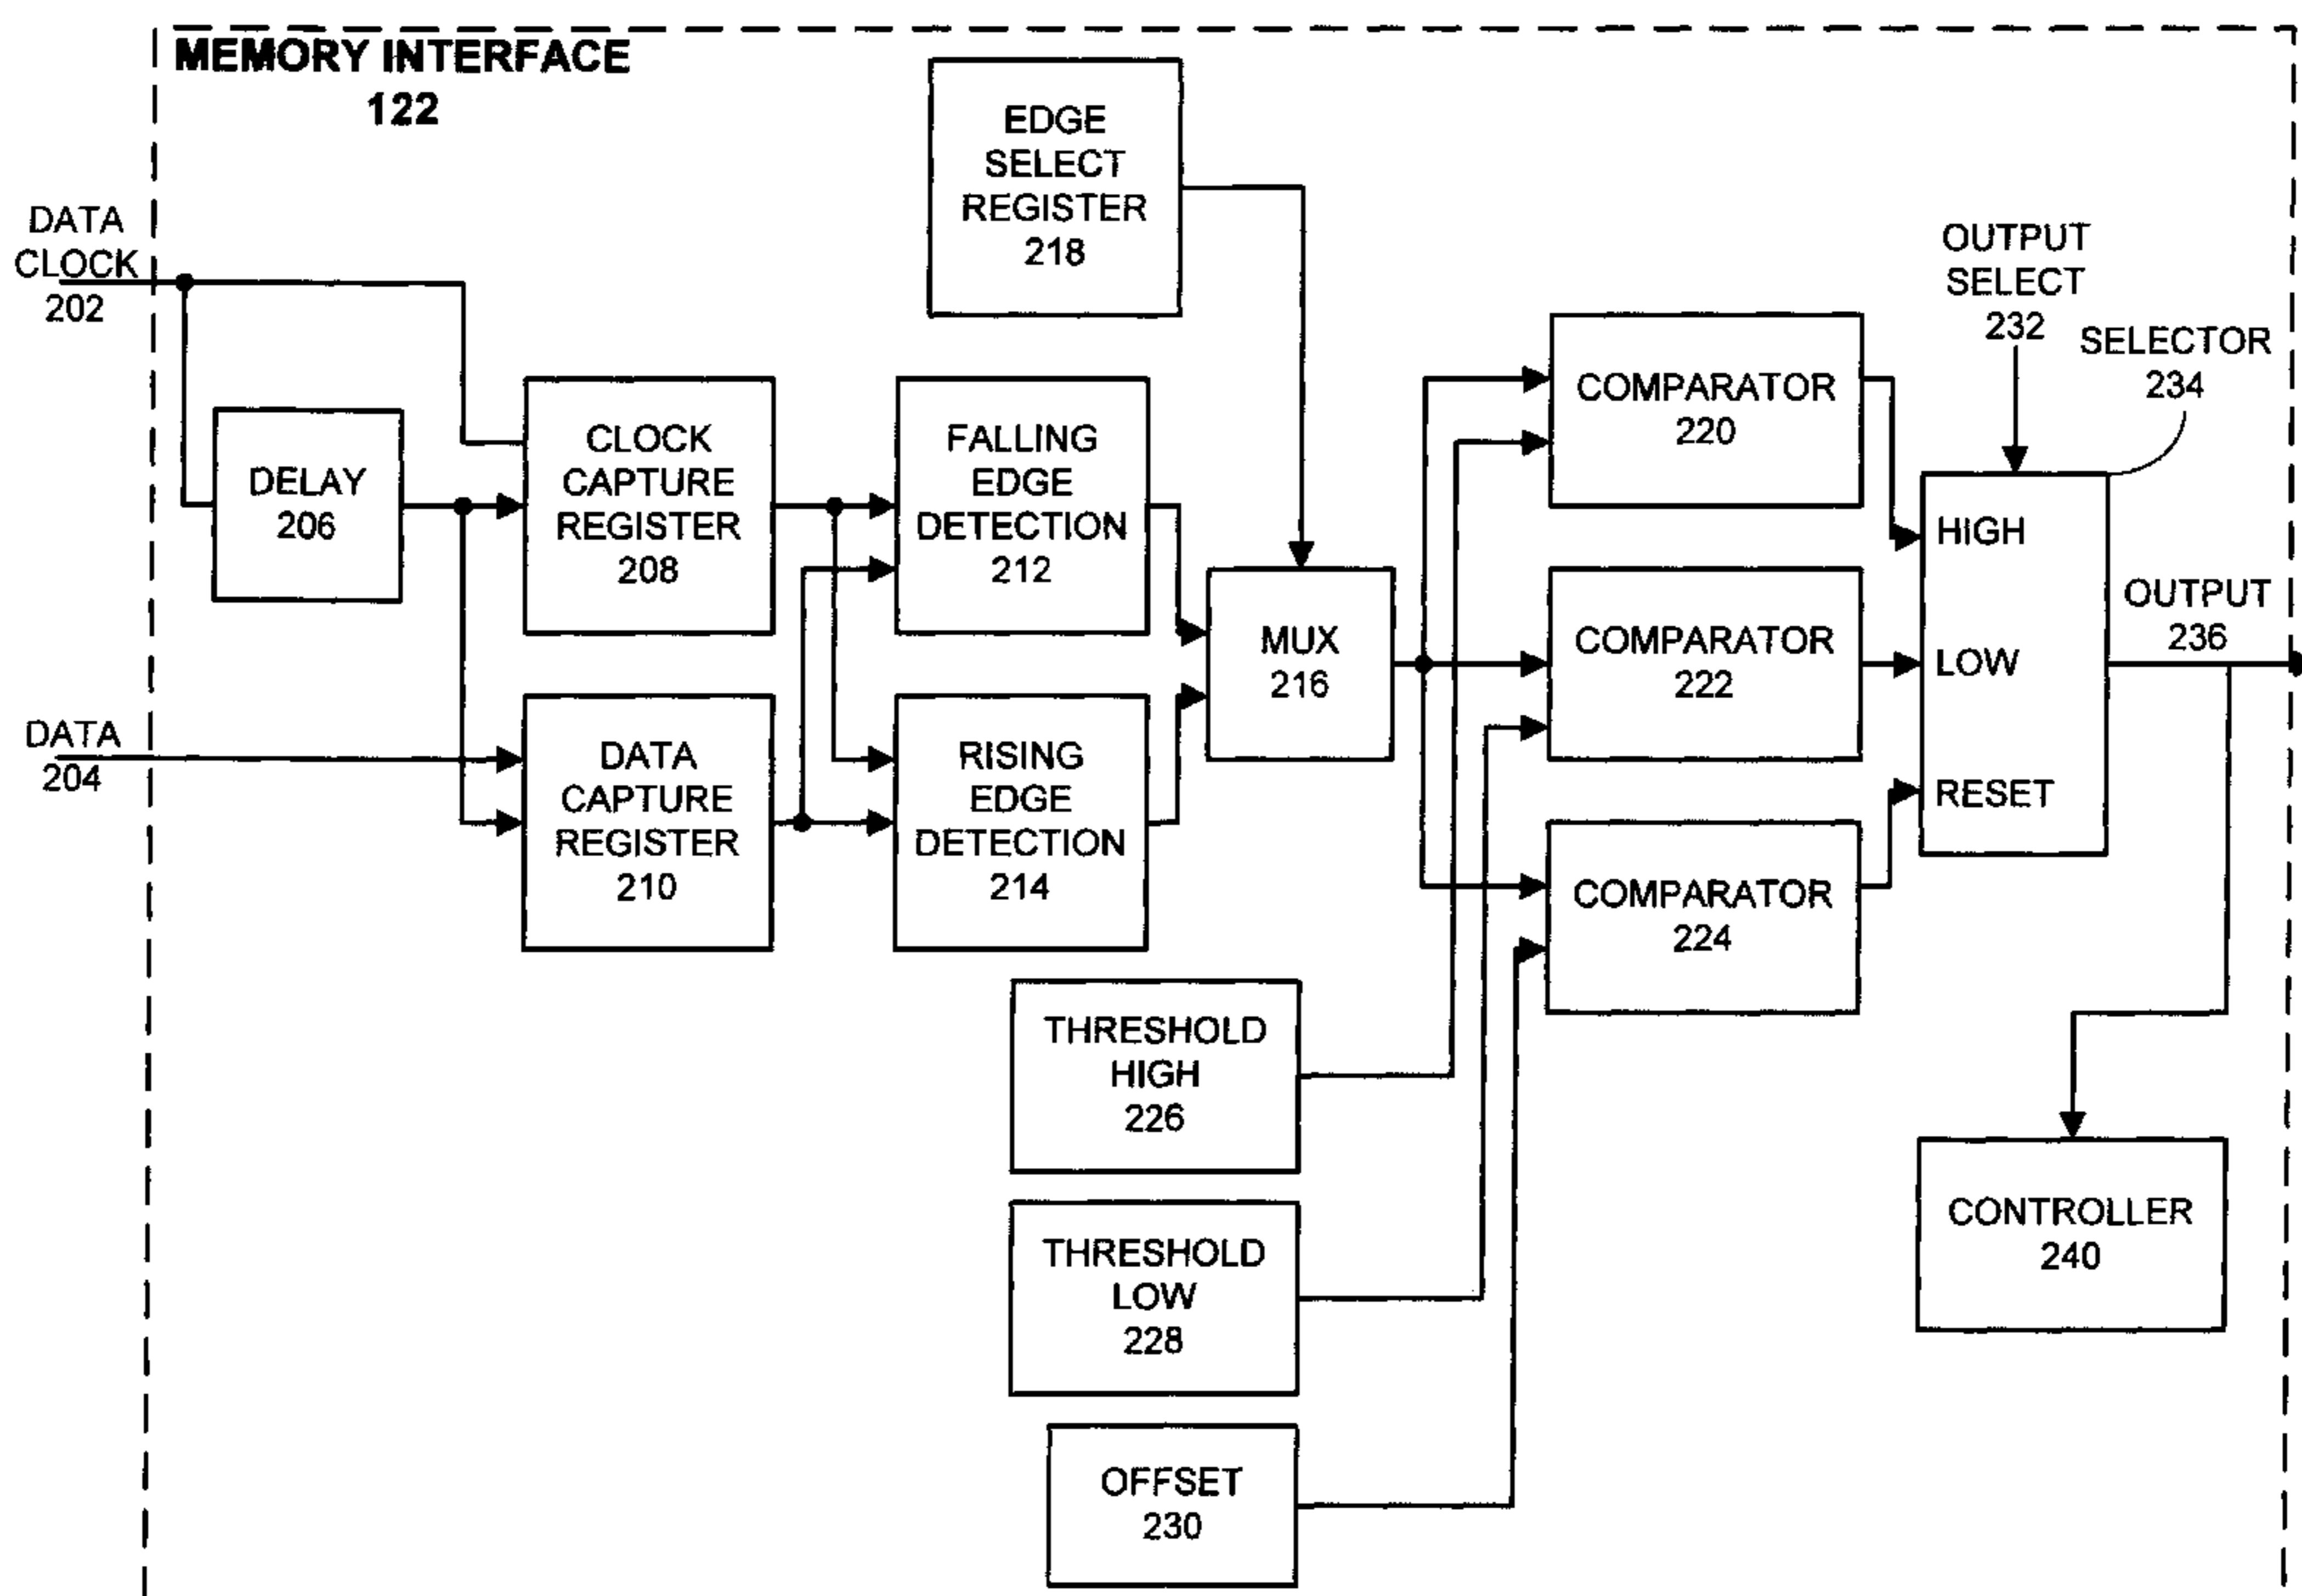 MEMORY INTERFACE
122
EDGE
SELECT
REGISTER
218
DATA
CLOCK
202
OUTPUT
SELECT
232
SELECTOR
234
DELAY
206
CLOCK
CAPTURE
REGISTER
208
FALLING
EDGE
DETECTION
212
MUX
216
COMPARATOR
220
COMPARATOR
222
COMPARATOR
224
HIGH
LOW
RESET
OUTPUT
236
DATA
204
DATA
CAPTURE
REGISTER
210
RISING
EDGE
DETECTION
214
THRESHOLD
HIGH
226
THRESHOLD
LOW
228
OFFSET
230
CONTROLLER
240